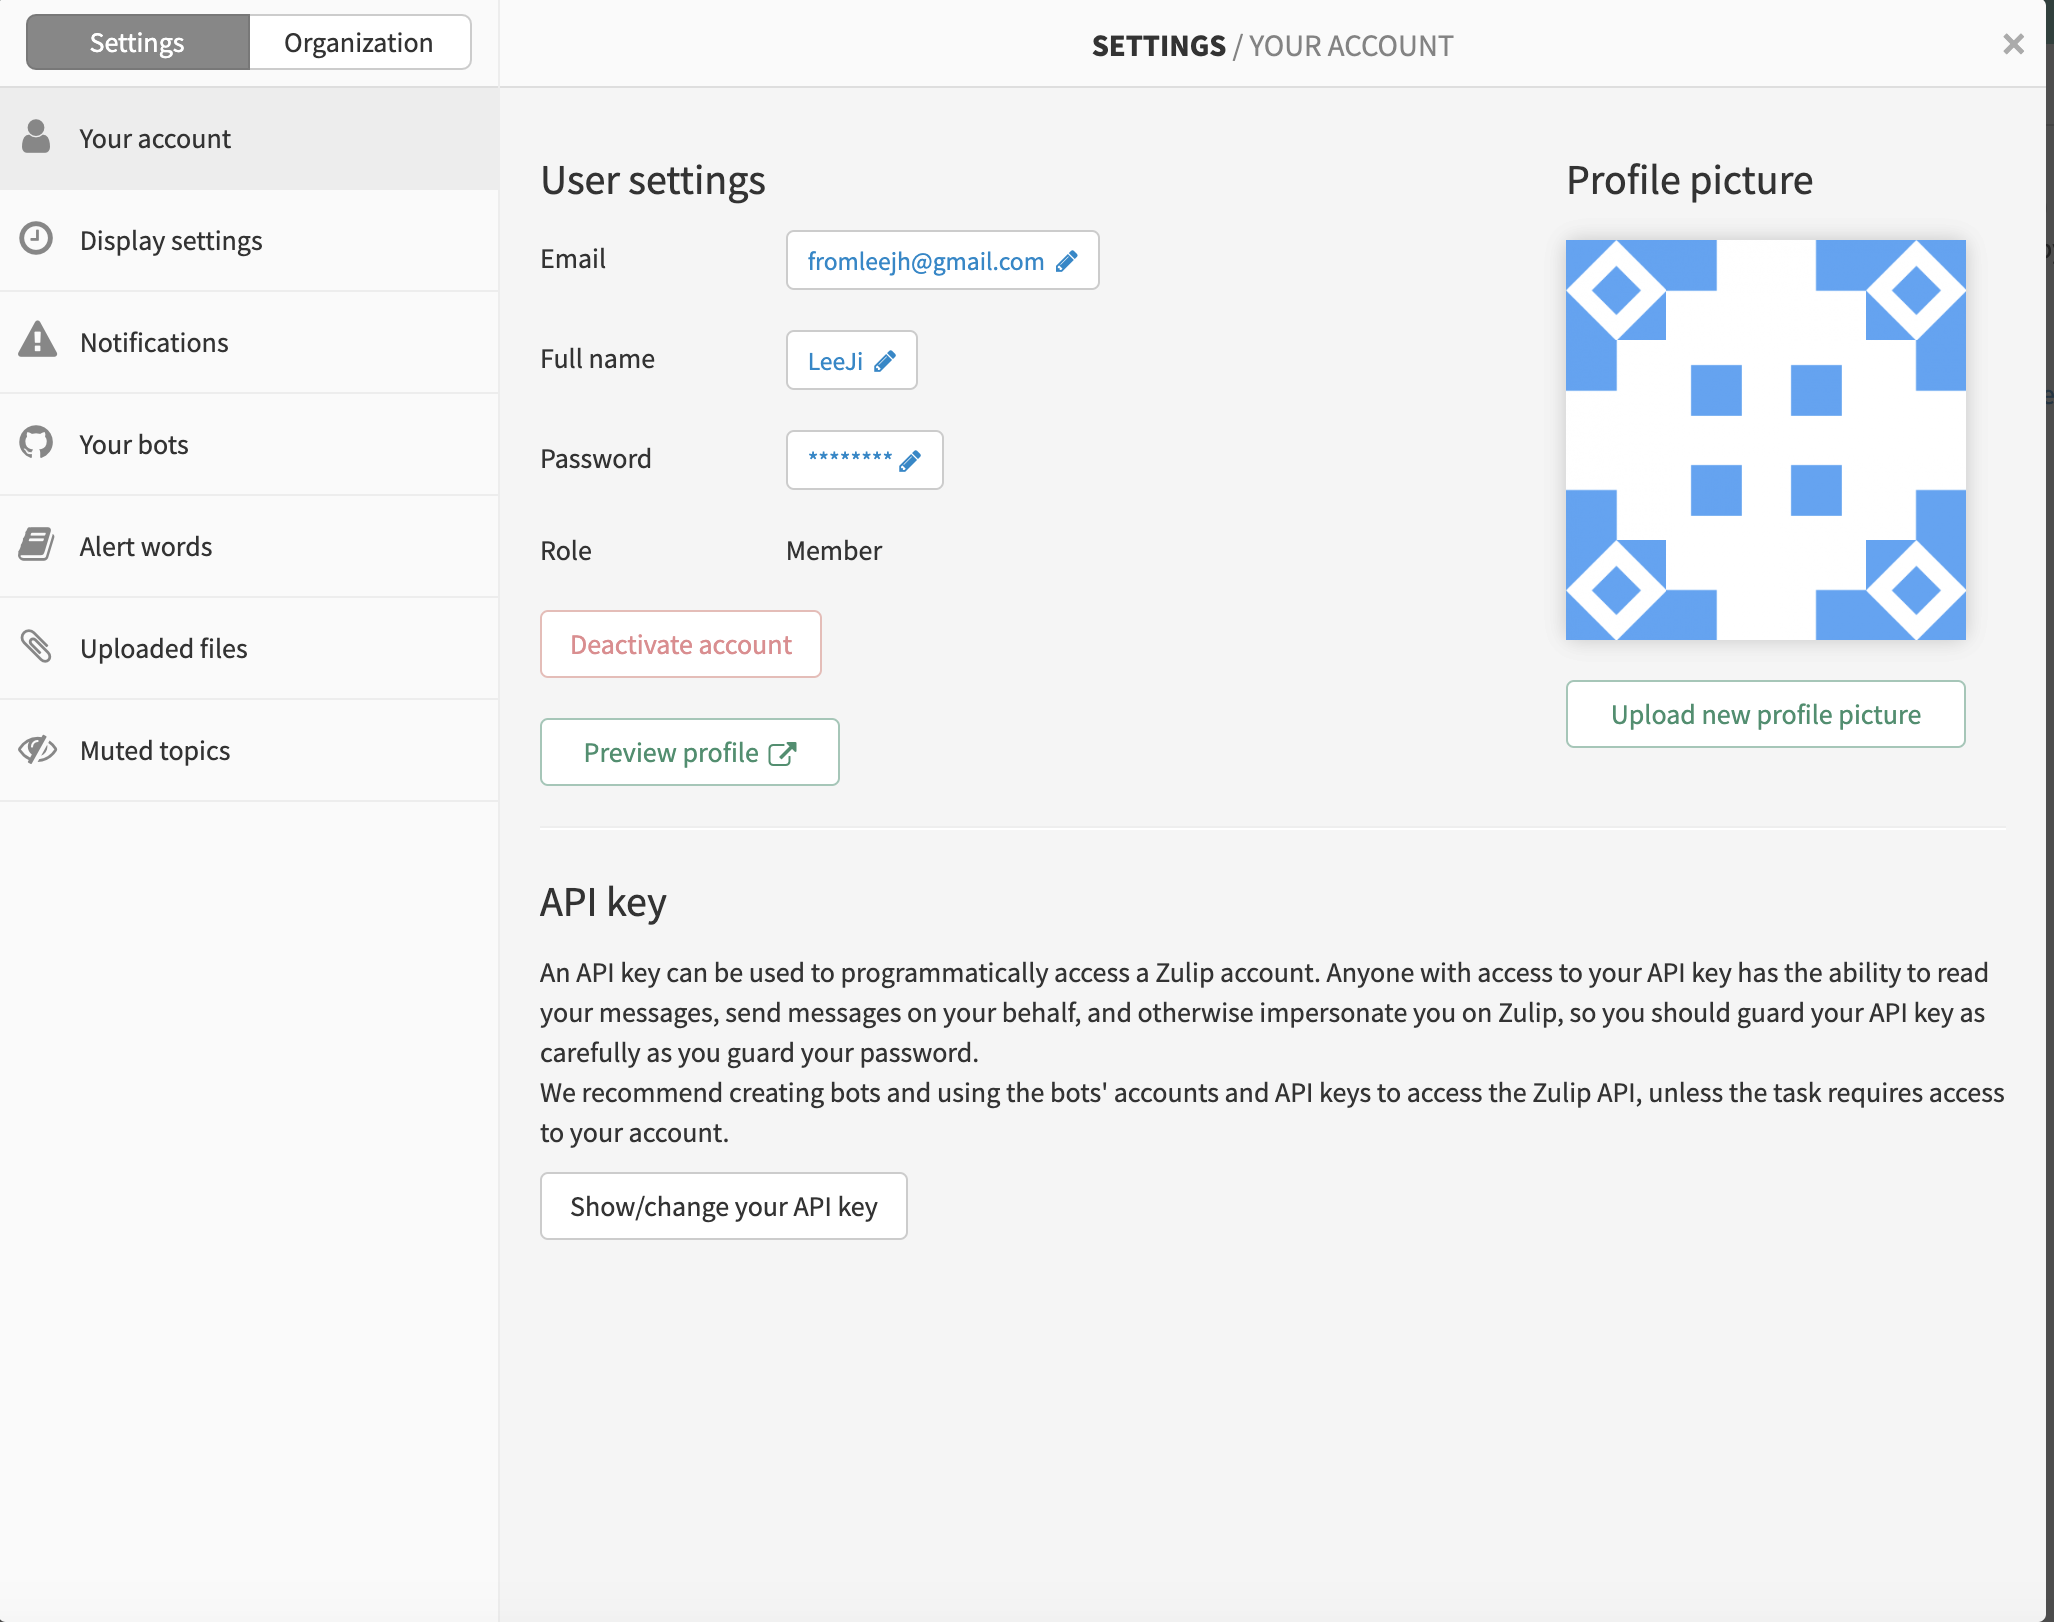 Settings
Organization
SETTINGS / YOUR ACCOUNT
Your account
Display settings
Notifications
Your bots
Alert words
Uploaded files
Muted topics
User settings
Email
fromleejh@gmail.com
Full name
LeeJi
Password
********
Role
Member
Deactivate account
Preview profile
Profile picture
Upload new profile picture
API key
An API key can be used to programmatically access a Zulip account. Anyone with access to your API key has the ability to read
your messages, send messages on your behalf, and otherwise impersonate you on Zulip, so you should guard your API key as
carefully as you guard your password.
We recommend creating bots and using the bots' accounts and API keys to access the Zulip API, unless the task requires access
to your account.
Show/change your API key